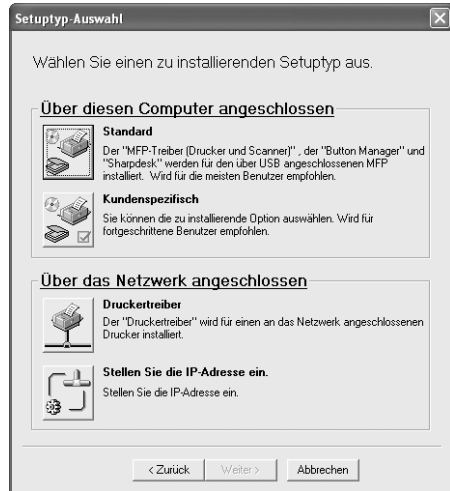 Setuptyp-Auswahl
Wählen Sie einen zu installierenden Setuptyp aus.
Über diesen Computer angeschlossen
Standard
Der "MFP-Treiber (Drucker und Scanner)" , der "Button Manager" und
"Sharpdesk" werden für den über USB angeschlossenen MFP
installiert. Wird für die meisten Benutzer empfohlen.
Kundenspezifisch
Sie können die zu installierende Option auswählen. Wird für
fortgeschrittene Benutzer empfohlen.
Über das Netzwerk angeschlossen
Druckertreiber
Der "Druckertreiber" wird für einen an das Netzwerk angeschlossenen
Drucker installiert.
Stellen Sie die IP-Adresse ein.
Stellen Sie die IP-Adresse ein.
< Zurück Weiter > Abbrechen